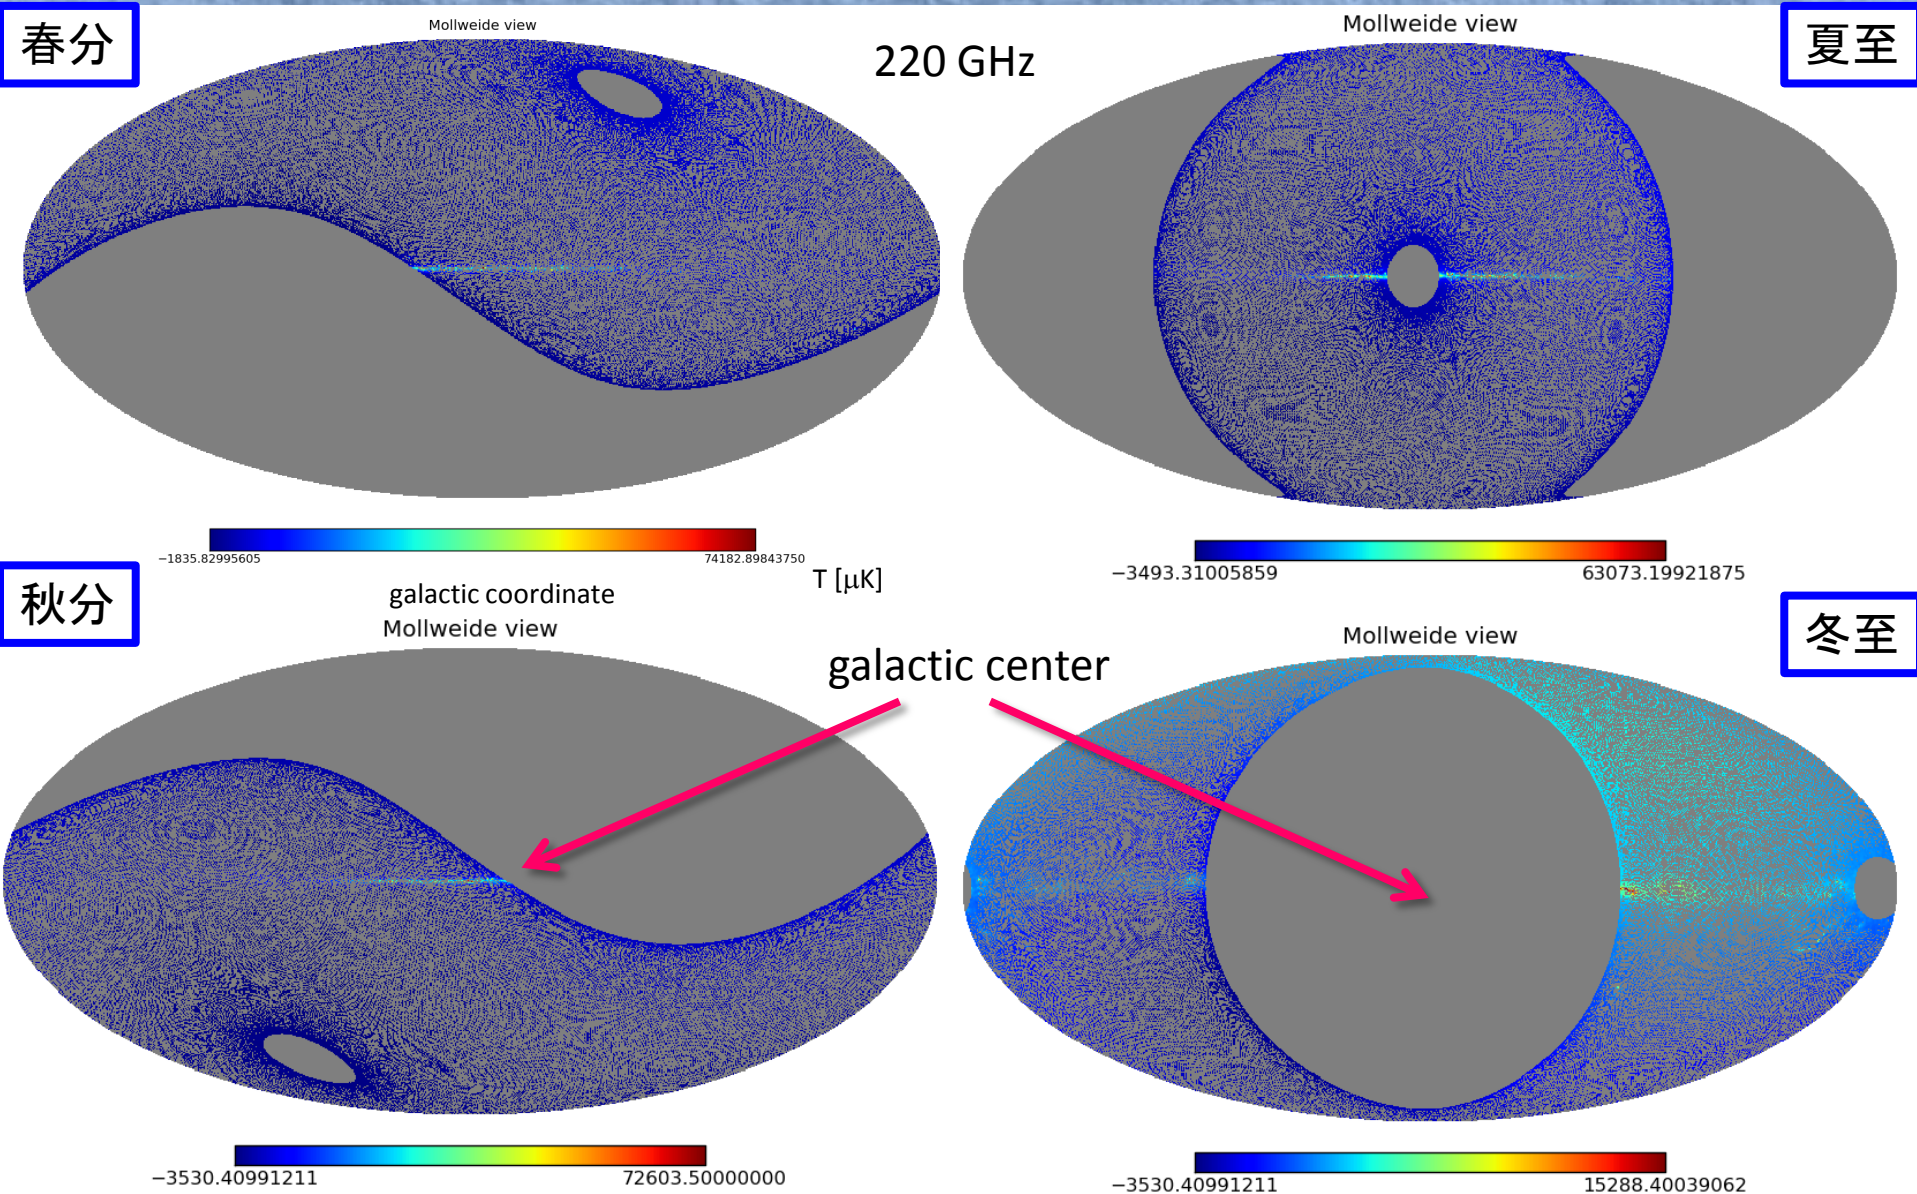 春分
Mollweide view
220 GHz
Mollweide view
夏至
−1835.82995605
74182.89843750
T [μK]
−3493.31005859
63073.19921875
秋分
galactic coordinate
Mollweide view
galactic center
Mollweide view
冬至
−3530.40991211
72603.50000000
−3530.40991211
15288.40039062